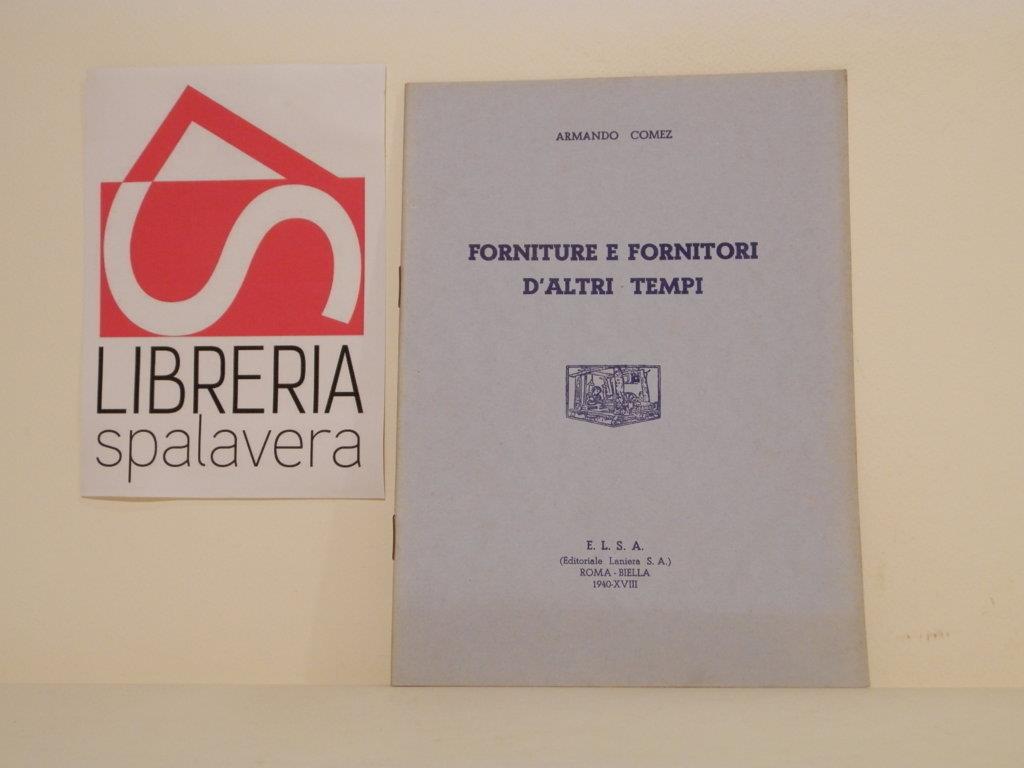 LIBRERIA
spalavera
ARMANDO COMEZ
FORNITURE E FORNITORI
D'ALTRI TEMPI
E. L. S. A.
(Editoriale Laniera S. A.)
ROMA - BIELLA
1940-XVIII